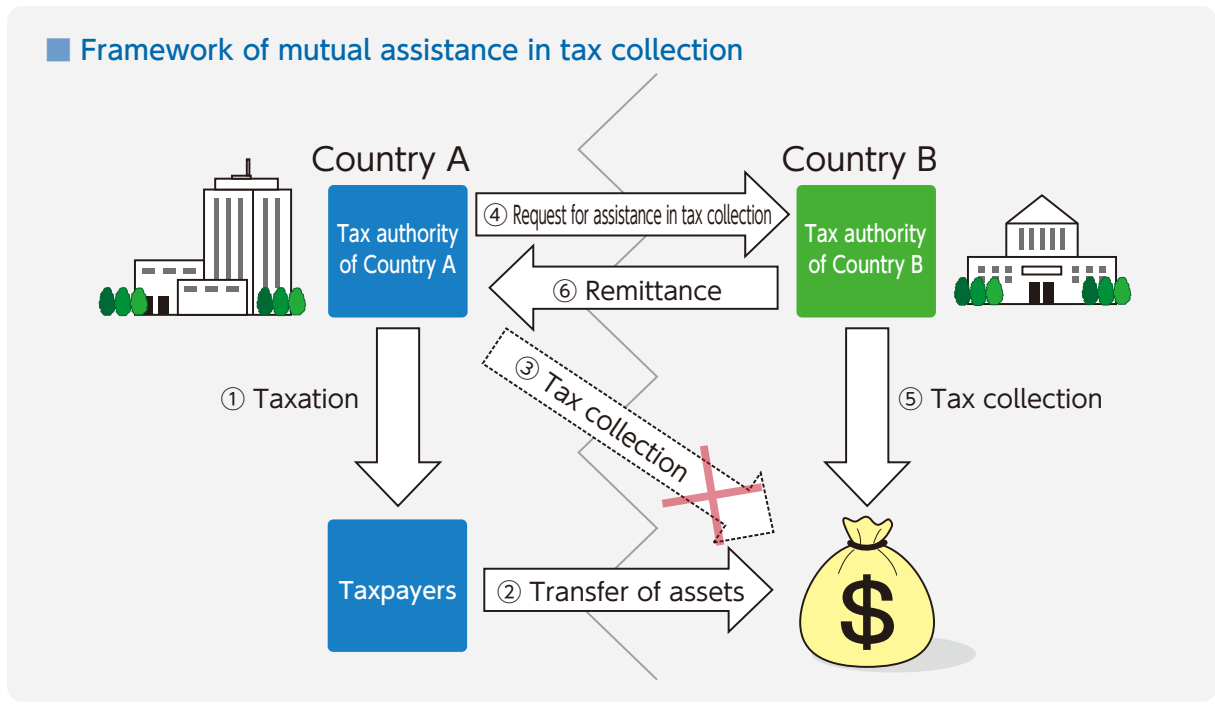 Framework of mutual assistance in tax collection
Country A
Country B
Tax authority
of Country A
④ Request for assistance in tax collection
Tax authority
of Country B
⑥ Remittance
① Taxation
③ Tax collection
⑤ Tax collection
Taxpayers
② Transfer of assets
$